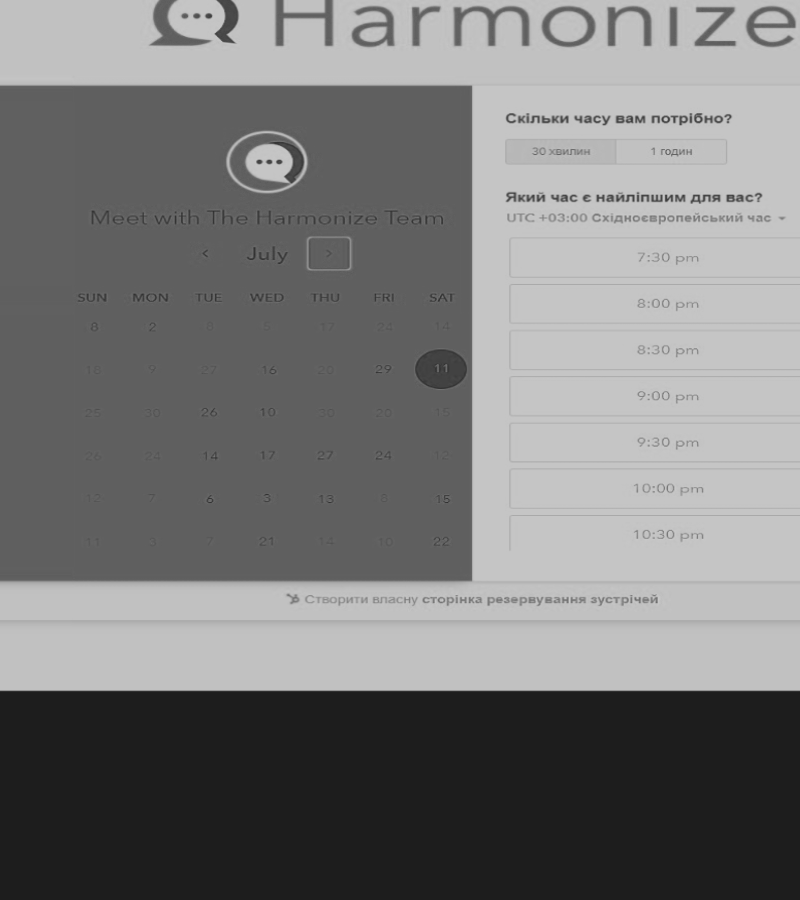 Harmonize
Meet with The Harmonize Team
< July >
SUN MON TUE WED THU FRI SAT
8 2 8 5 17 24 14
18 9 27 16 20 29 11
25 30 26 10 30 20 15
26 24 14 17 27 24 12
12 7 6 3 13 8 15
11 3 7 21 14 10 22
Скільки часу вам потрібно?
30 хвилин 1 годин
Який час є найліпшим для вас?
UTC +03:00 Східноєвропейський час
7:30 pm
8:00 pm
8:30 pm
9:00 pm
9:30 pm
10:00 pm
10:30 pm
Створити власну сторінка резервування зустрічей